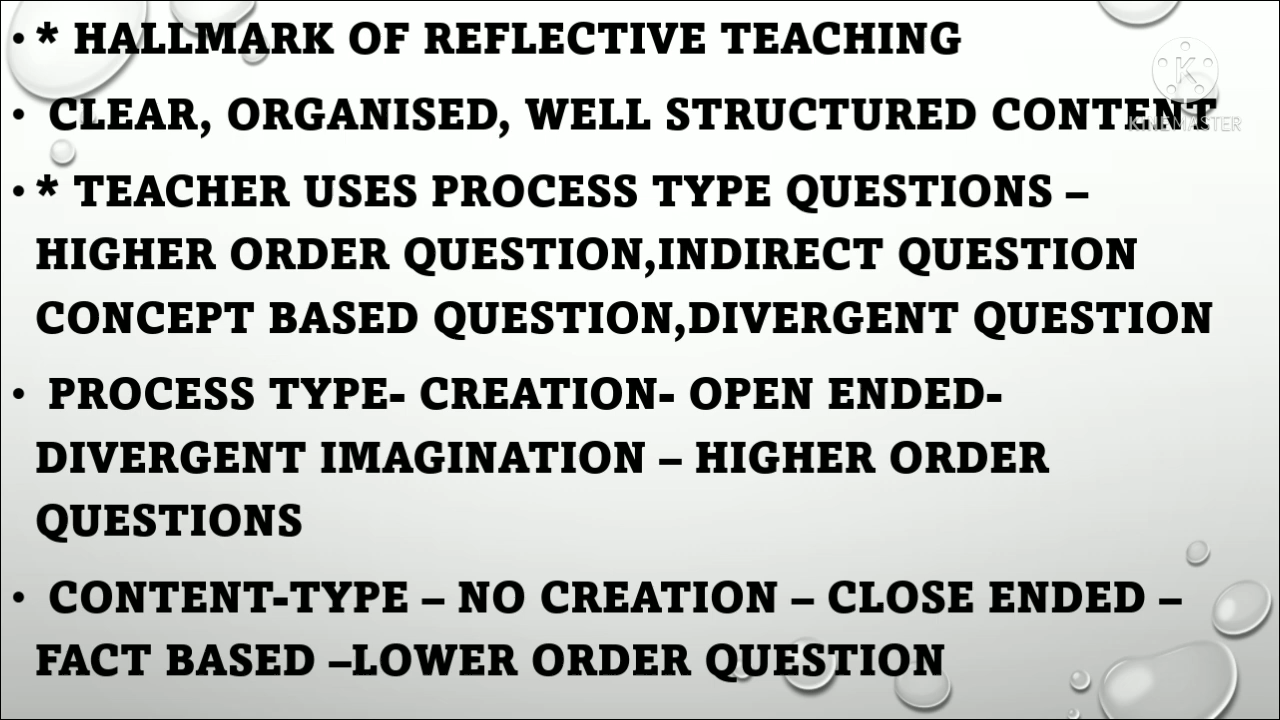 • * HALLMARK OF REFLECTIVE TEACHING
• CLEAR, ORGANISED, WELL STRUCTURED CONTENT
K
KINEMASTER
• * TEACHER USES PROCESS TYPE QUESTIONS –
HIGHER ORDER QUESTION,INDIRECT QUESTION
CONCEPT BASED QUESTION,DIVERGENT QUESTION
• PROCESS TYPE- CREATION- OPEN ENDED-
DIVERGENT IMAGINATION – HIGHER ORDER
QUESTIONS
• CONTENT-TYPE – NO CREATION – CLOSE ENDED –
FACT BASED –LOWER ORDER QUESTION